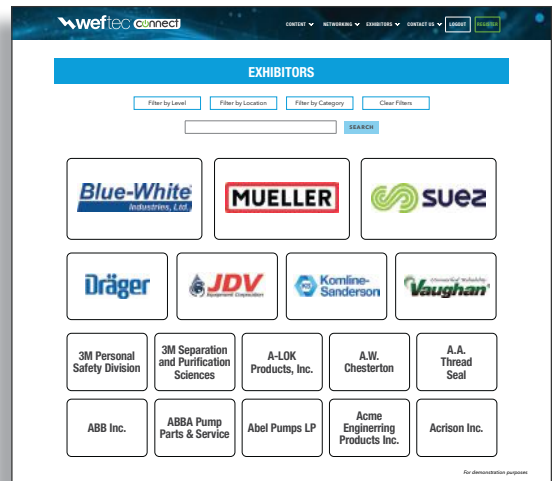 weftec connect
CONTENT NETWORKING EXHIBITORS CONTACT US LOGOUT REGISTER
EXHIBITORS
Filter by Level Filter by Location Filter by Category Clear Filters
SEARCH
Blue-White
Industries, Ltd.
MUELLER
suez
Dräger
JDV
Equipment Corporation
KS
Komline-
Sanderson
Vaughan
3M Personal
Safety Division
3M Separation
and Purification
Sciences
A-LOK
Products, Inc.
A.W.
Chesterton
A.A.
Thread
Seal
ABB Inc.
ABBA Pump
Parts & Service
Abel Pumps LP
Acme
Enginerring
Products Inc.
Acrison Inc.
For demonstration purposes